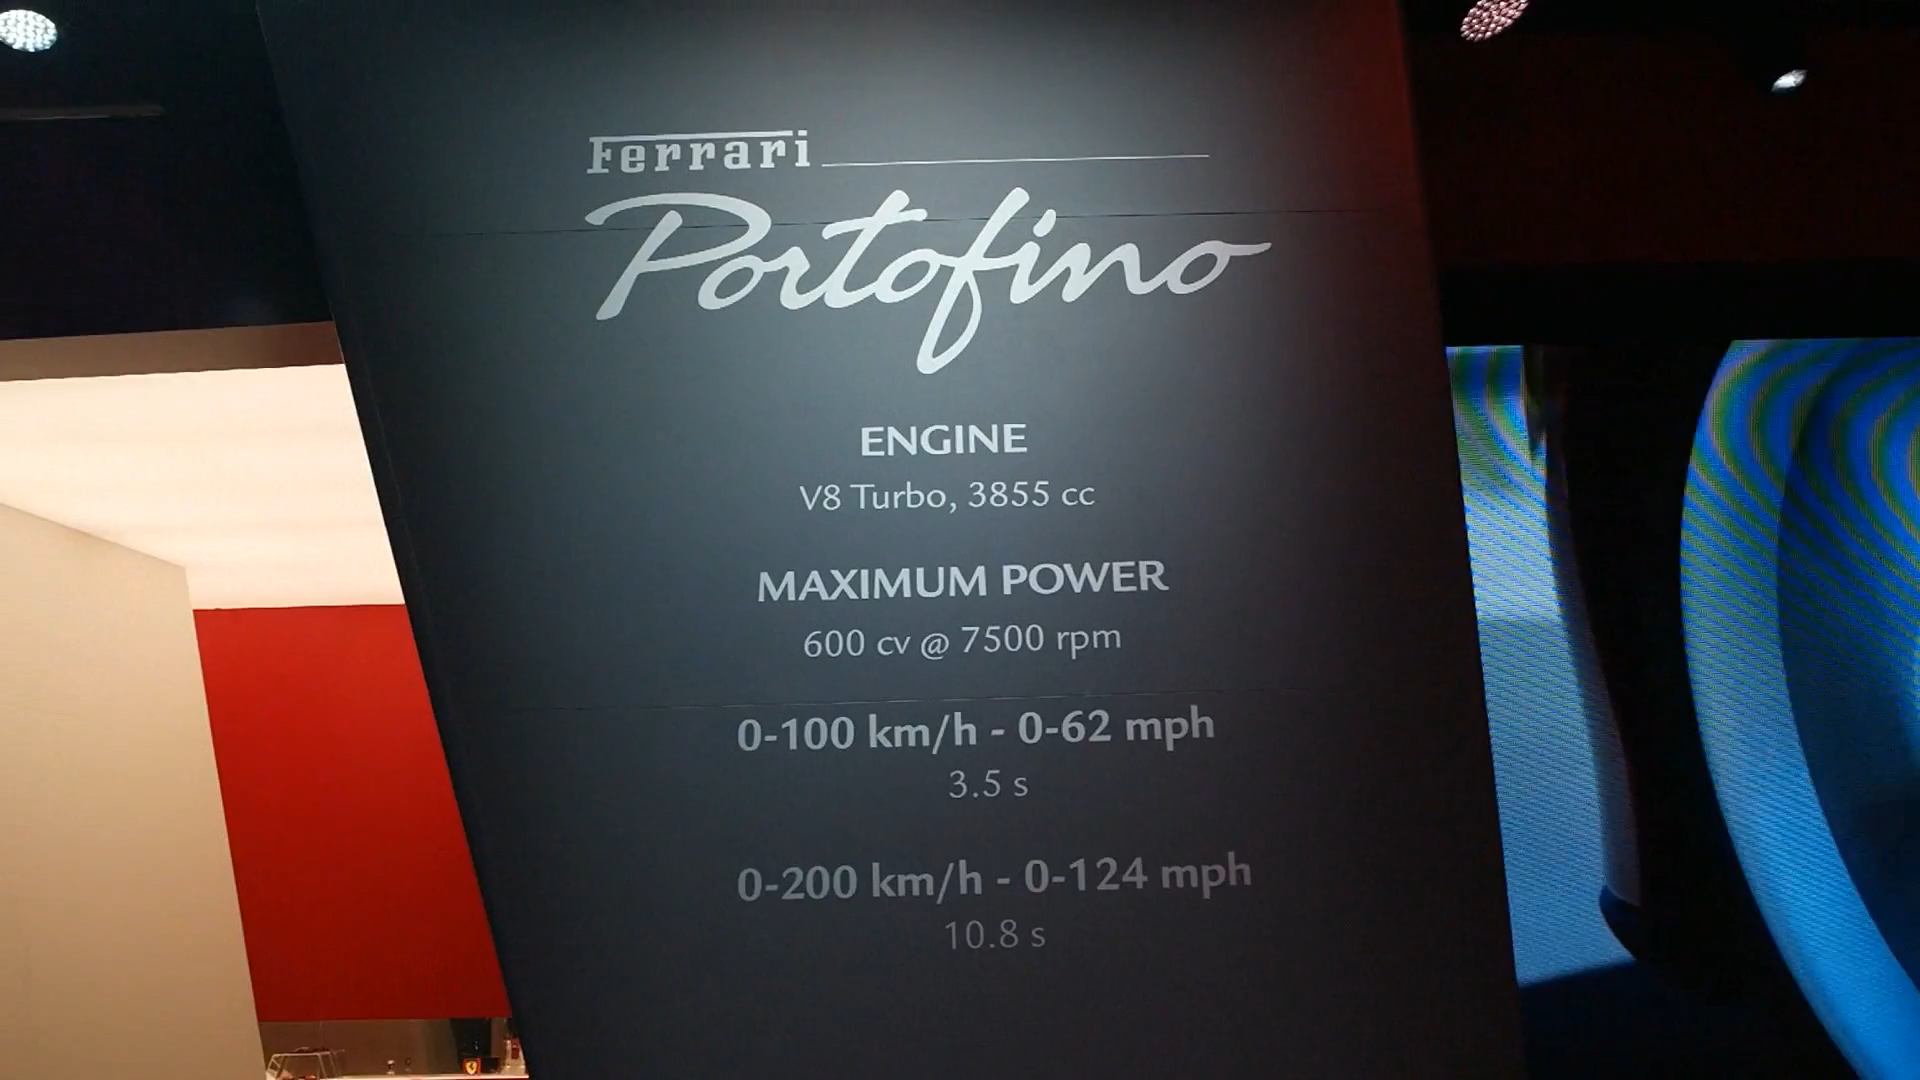 Ferrari
Portofino
ENGINE
V8 Turbo, 3855 cc
MAXIMUM POWER
600 cv @ 7500 rpm
0-100 km/h - 0-62 mph
3.5 s
0-200 km/h - 0-124 mph
10.8 s